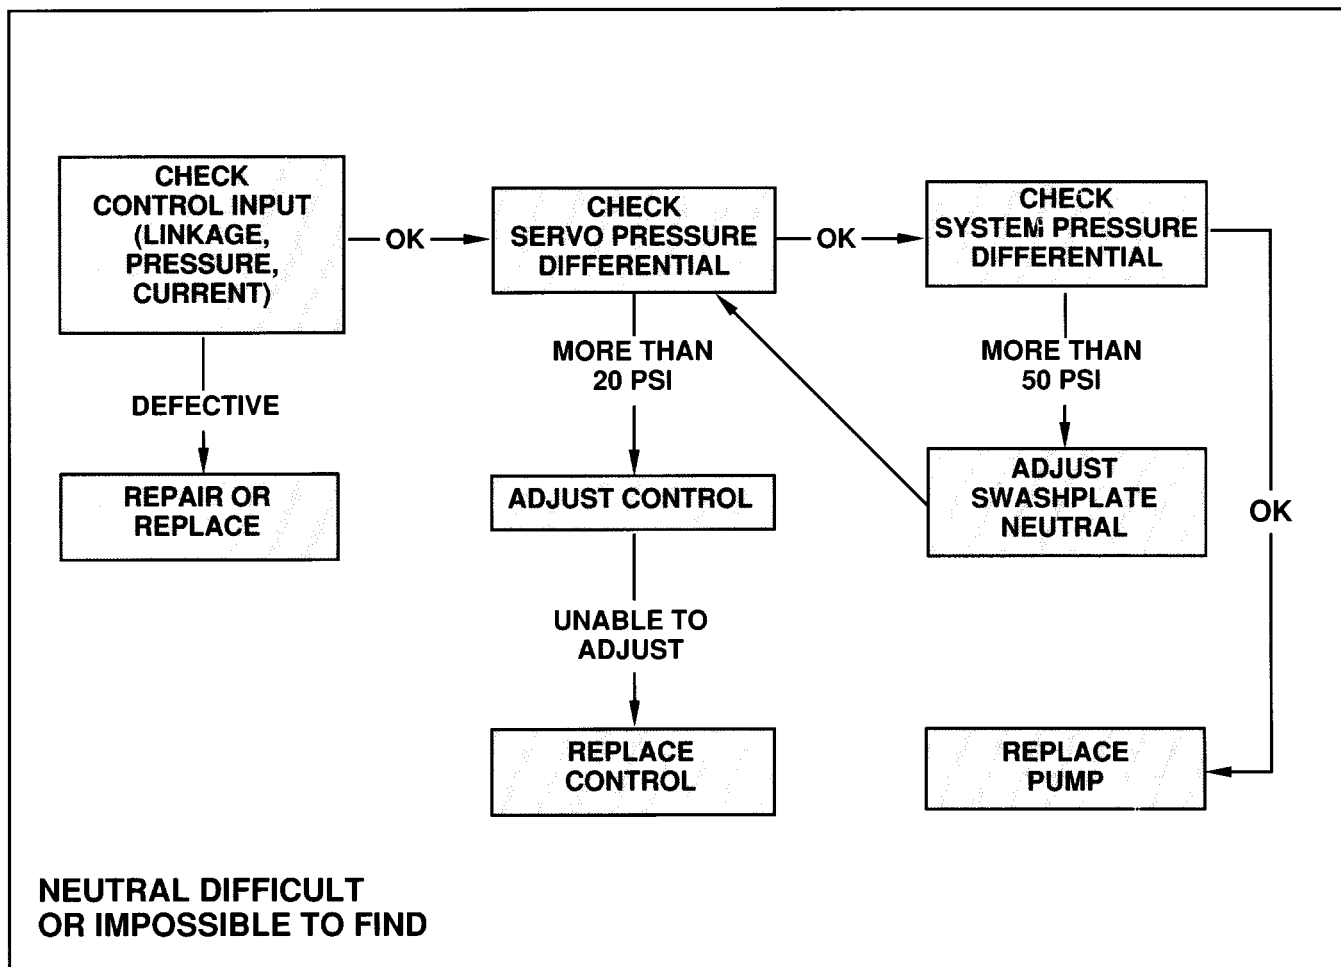 CHECK
CONTROL INPUT
(LINKAGE,
PRESSURE,
CURRENT)
OK
CHECK
SERVO PRESSURE
DIFFERENTIAL
OK
CHECK
SYSTEM PRESSURE
DIFFERENTIAL
DEFECTIVE
MORE THAN
20 PSI
MORE THAN
50 PSI
REPAIR OR
REPLACE
ADJUST CONTROL
ADJUST
SWASHPLATE
NEUTRAL
OK
UNABLE TO
ADJUST
REPLACE
CONTROL
REPLACE
PUMP
NEUTRAL DIFFICULT
OR IMPOSSIBLE TO FIND